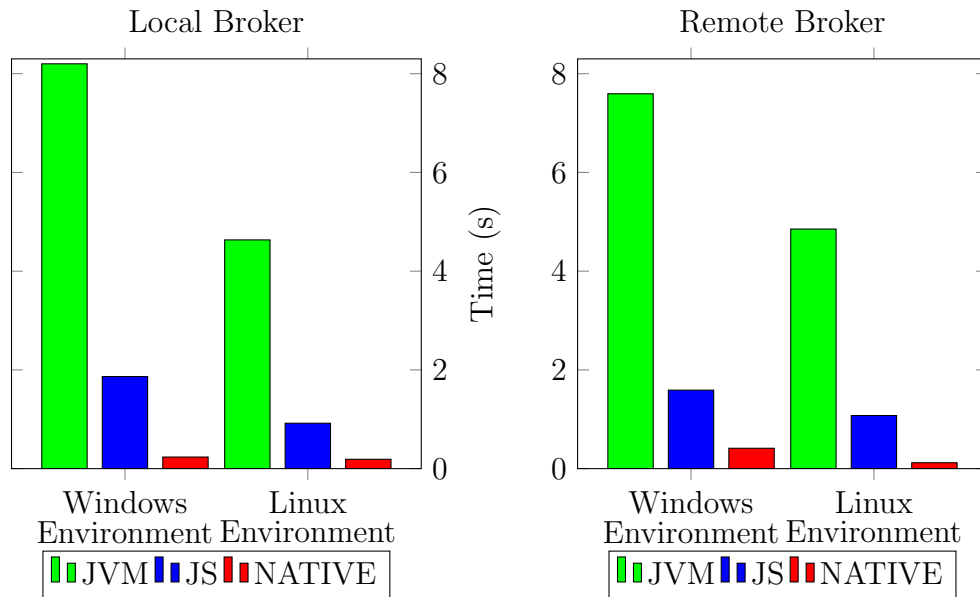 Local Broker
Remote Broker
8
6
4
2
0
Time (s)
8
6
4
2
0
Windows
Environment
Linux
Environment
Windows
Environment
Linux
Environment
JVM JS NATIVE
JVM JS NATIVE